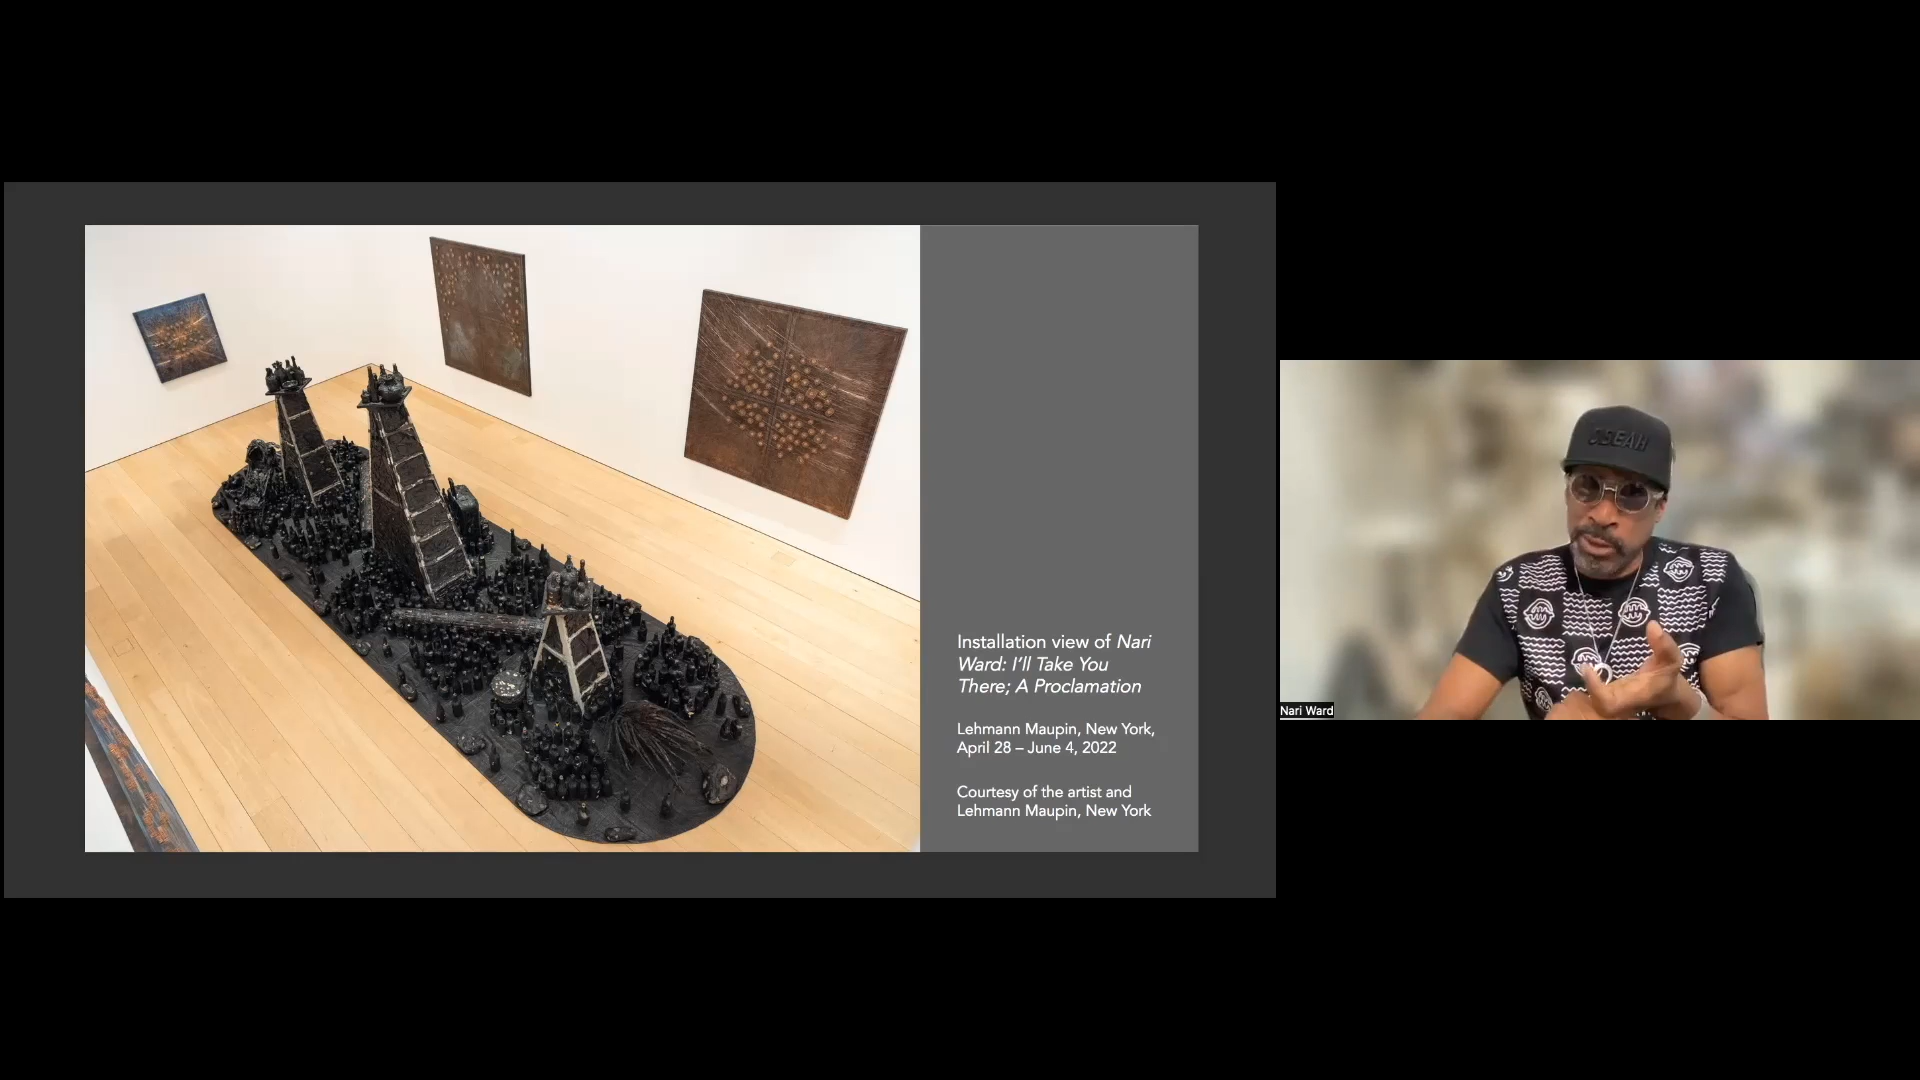 Installation view of Nari
Ward: I'll Take You
There; A Proclamation
Lehmann Maupin, New York,
April 28 – June 4, 2022
Courtesy of the artist and
Lehmann Maupin, New York
Nari Ward